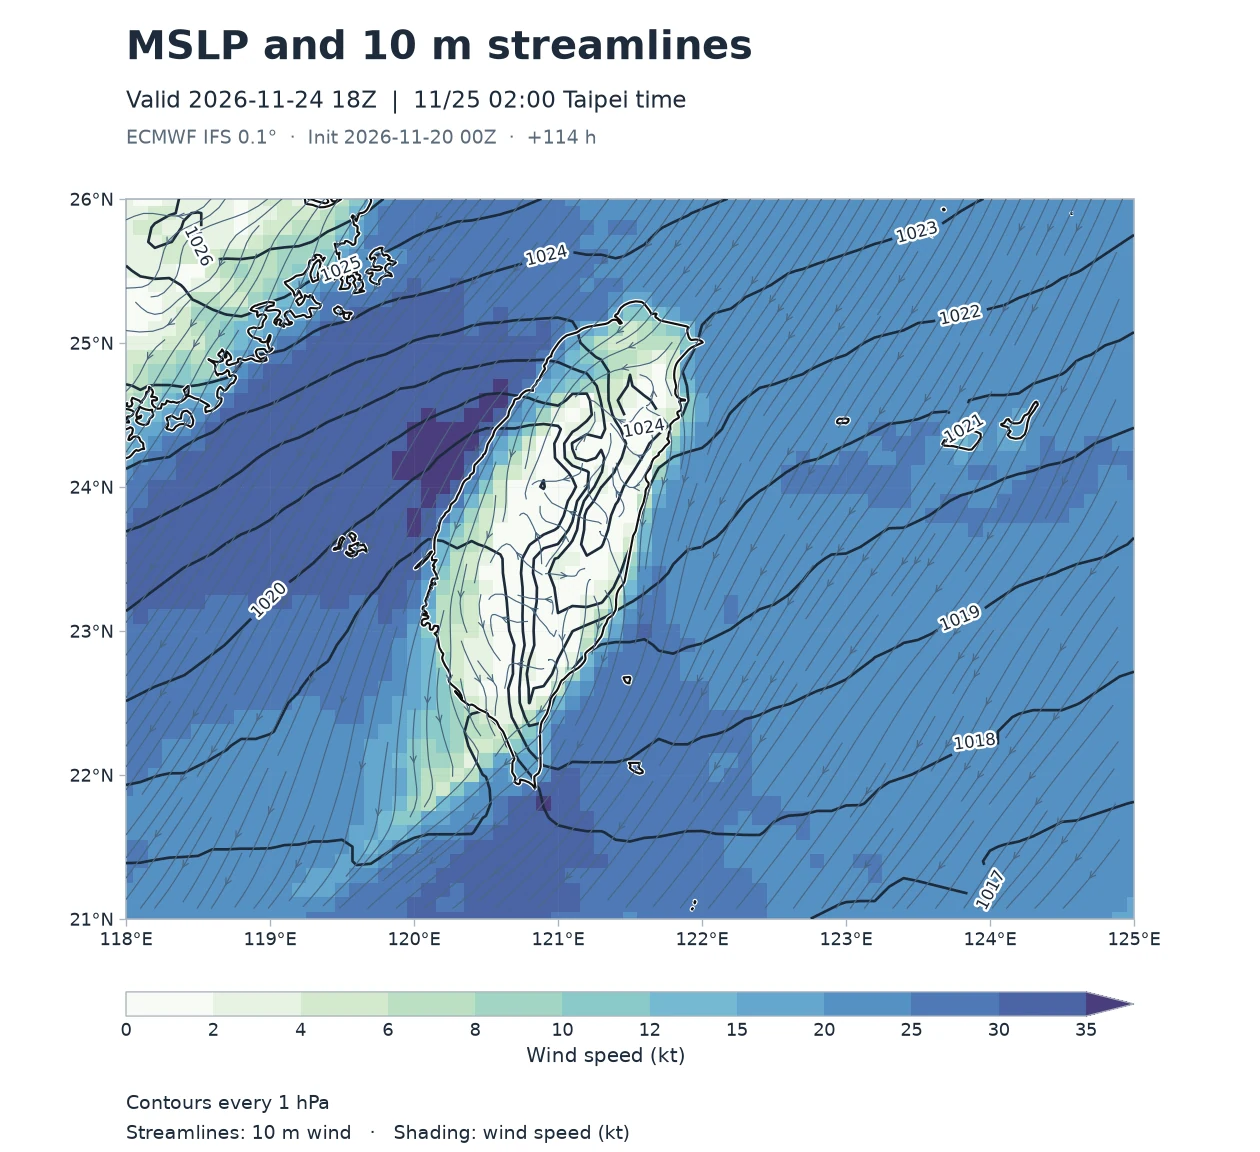 MSLP and 10 m streamlines
Valid 2026-11-24 18Z | 11/25 02:00 Taipei time
ECMWF IFS 0.1° · Init 2026-11-20 00Z · +114 h
26°N
25°N
24°N
23°N
22°N
21°N
1026
1025
1024
1023
1022
1021
1024
1020
1019
1018
1017
118°E 119°E 120°E 121°E 122°E 123°E 124°E 125°E
0 2 4 6 8 10 12 15 20 25 30 35
Wind speed (kt)
Contours every 1 hPa
Streamlines: 10 m wind · Shading: wind speed (kt)